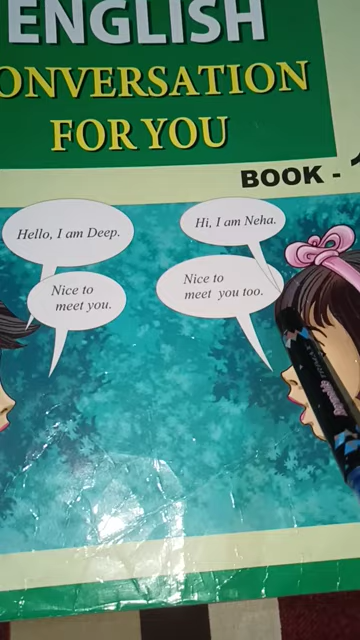 ENGLISH
CONVERSATION
FOR YOU
BOOK -
Hello, I am Deep.
Hi, I am Neha.
Nice to
meet you.
Nice to
meet you too.